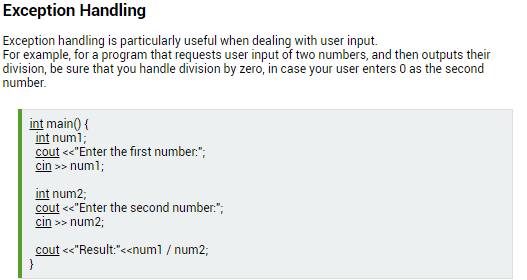 Exception Handling
Exception handling is particularly useful when dealing with user input.
For example, for a program that requests user input of two numbers, and then outputs their
division, be sure that you handle division by zero, in case your user enters 0 as the second
number.
int main() {
int num1;
cout <<"Enter the first number:";
cin >> num1;
int num2;
cout <<"Enter the second number:";
cin >> num2;
cout <<"Result:"<<num1 / num2;
}